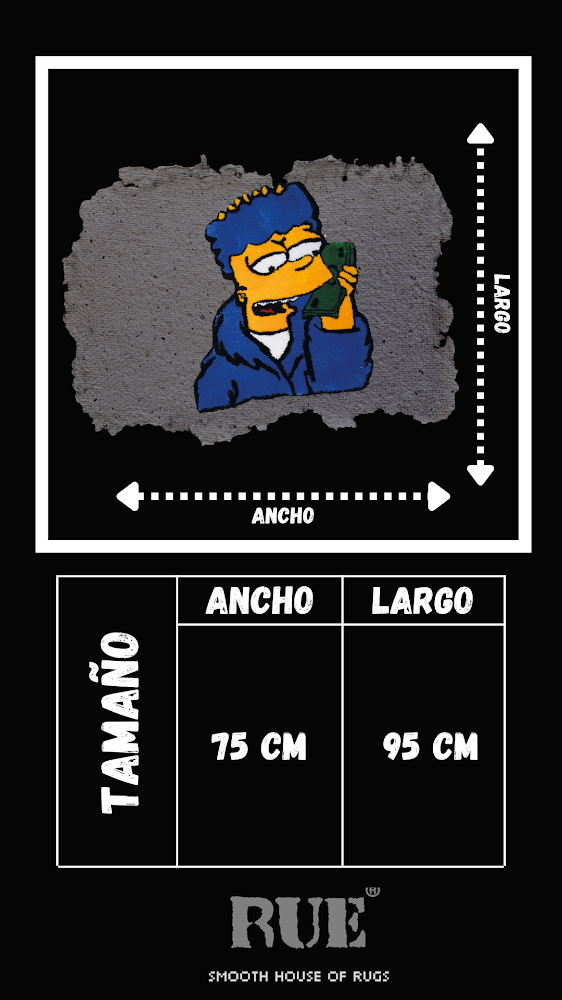 LARGO
ANCHO
ANCHO LARGO
TAMAÑO
75 CM 95 CM
RUE®
SMOOTH HOUSE OF RUGS